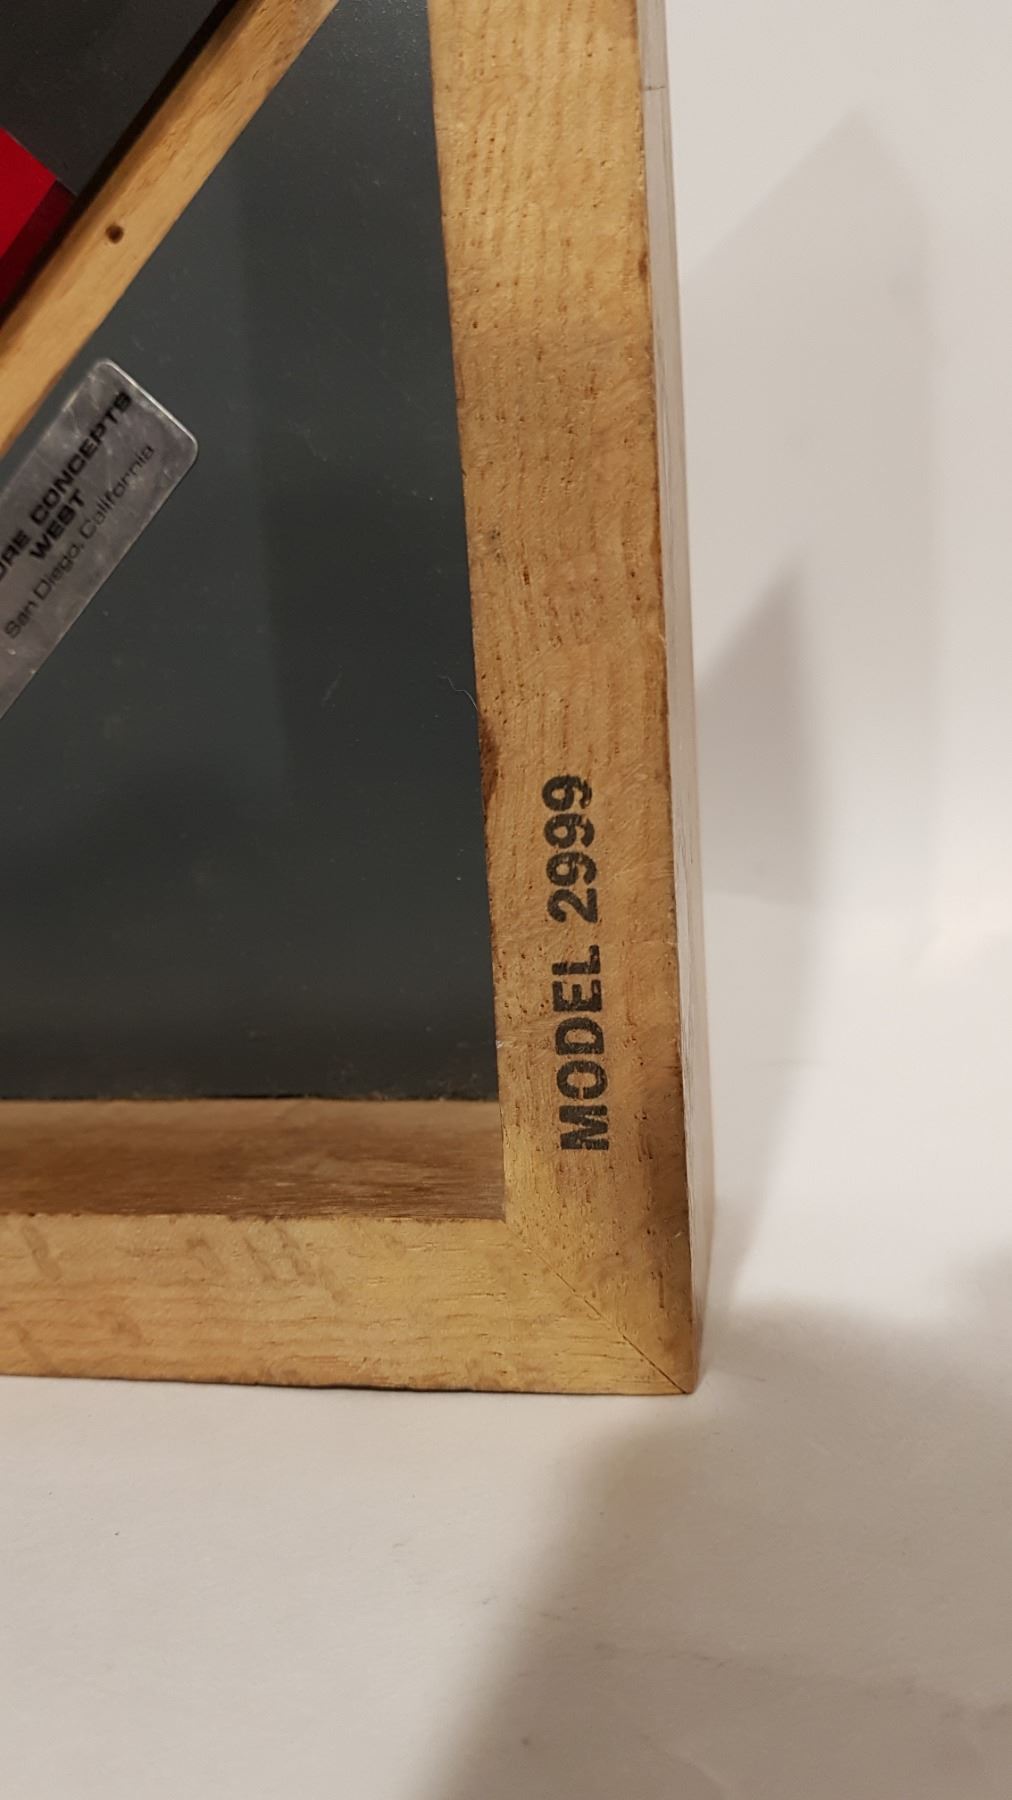 CONCEPTS
WEST
San Diego, California
MODEL 2999